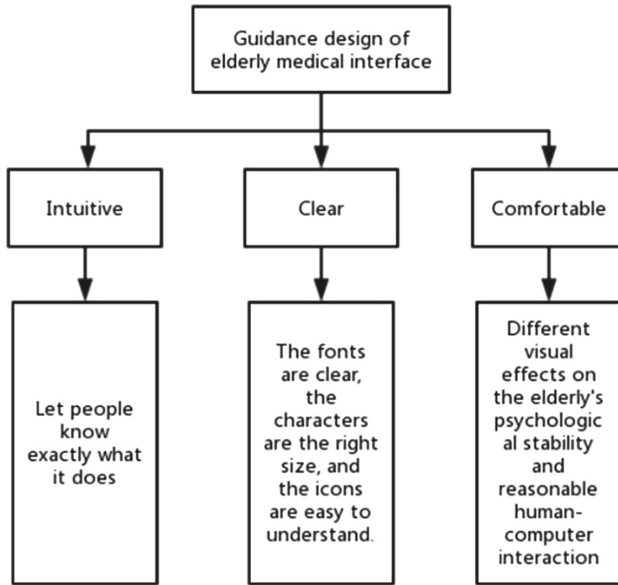 Guidance design of
elderly medical interface
Intuitive
Clear
Comfortable
Let people
know
exactly what
it does
The fonts
are clear,
the
characters
are the right
size, and
the icons
are easy to
understand.
Different
visual
effects on
the elderly's
psychologic
al stability
and
reasonable
human-
computer
interaction